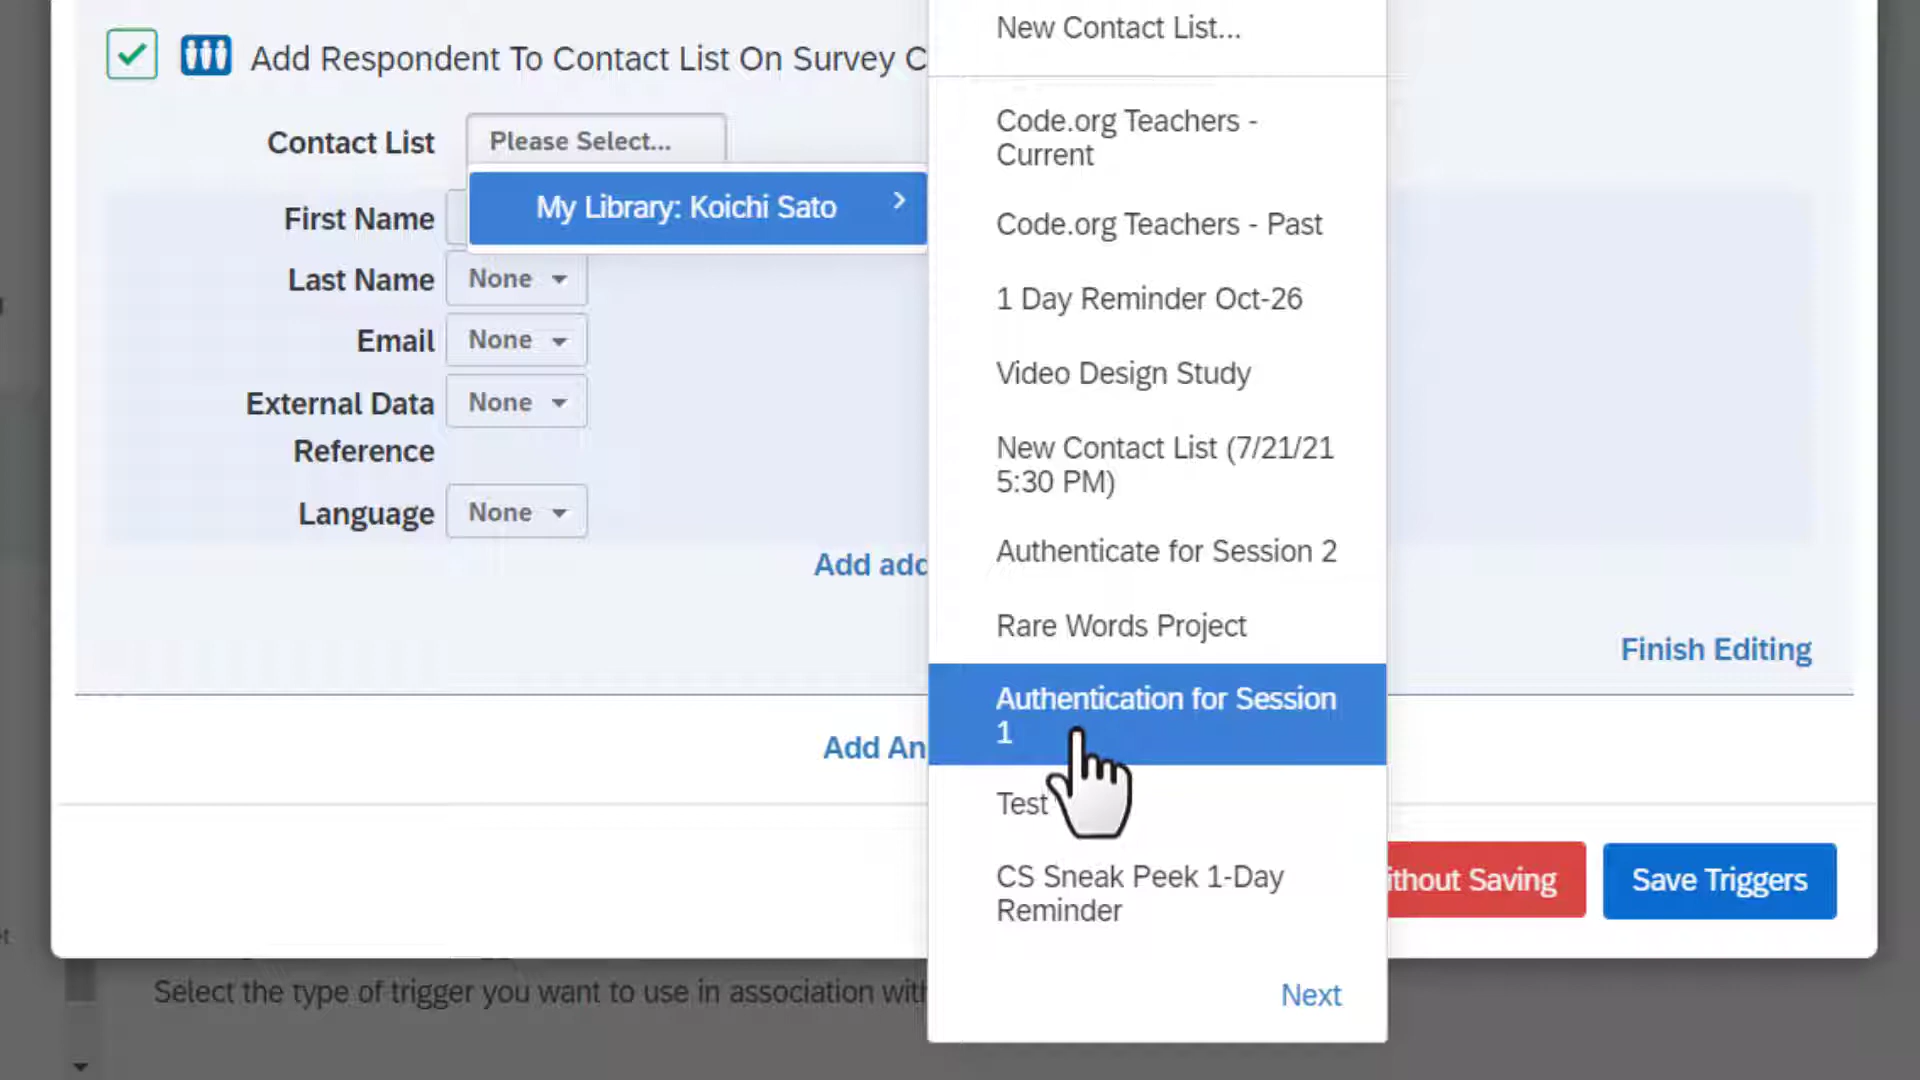 New Contact List...
Add Respondent To Contact List On Survey C
Contact List
Please Select...
My Library: Koichi Sato
First Name
Last Name
None
Email
None
External Data
Reference
None
Language
None
Add add
Code.org Teachers -
Current
Code.org Teachers - Past
1 Day Reminder Oct-26
Video Design Study
New Contact List (7/21/21
5:30 PM)
Authenticate for Session 2
Rare Words Project
Authentication for Session
1
Test
CS Sneak Peek 1-Day
Reminder
Next
Finish Editing
Add An
ithout Saving
Save Triggers
Select the type of trigger you want to use in association with